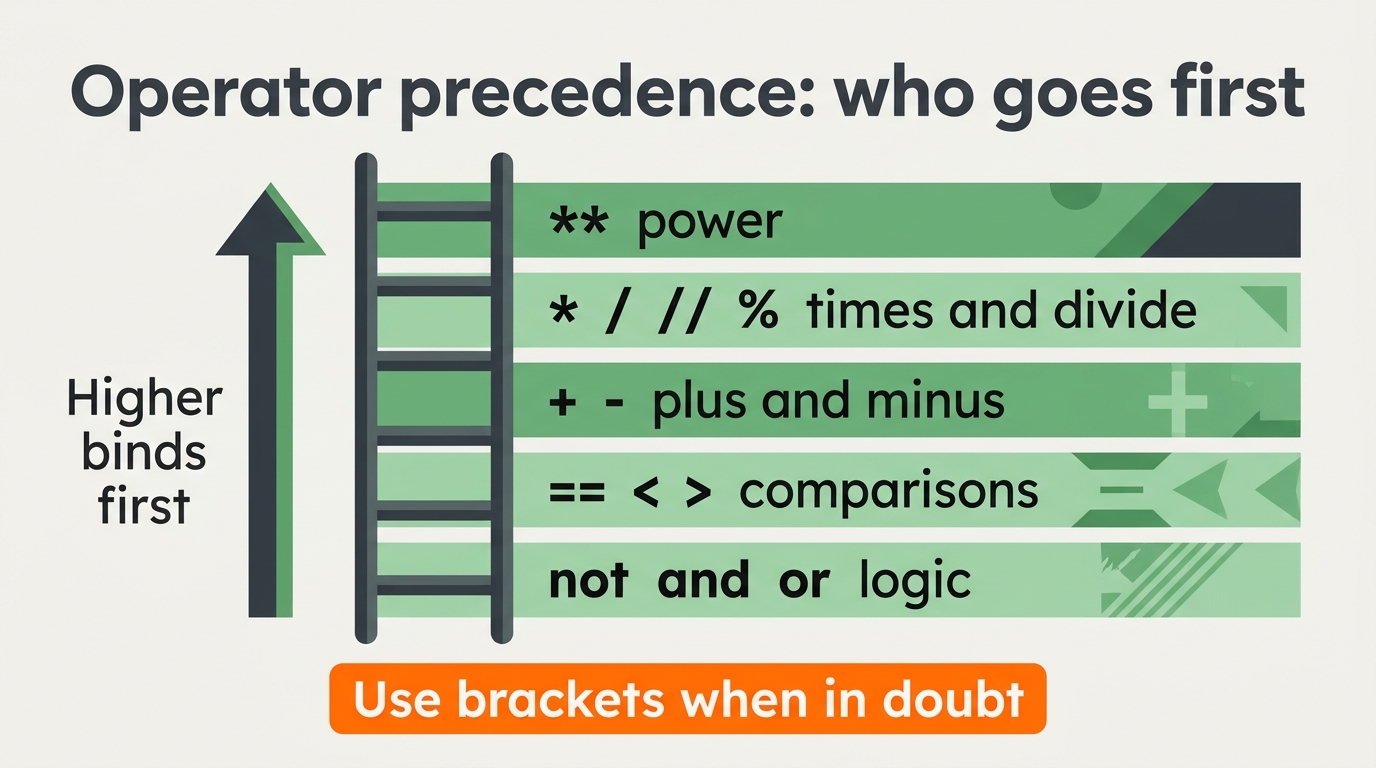 Operator precedence: who goes first
** power
* / // % times and divide
+ - plus and minus
== < > comparisons
not and or logic
Higher
binds
first
Use brackets when in doubt